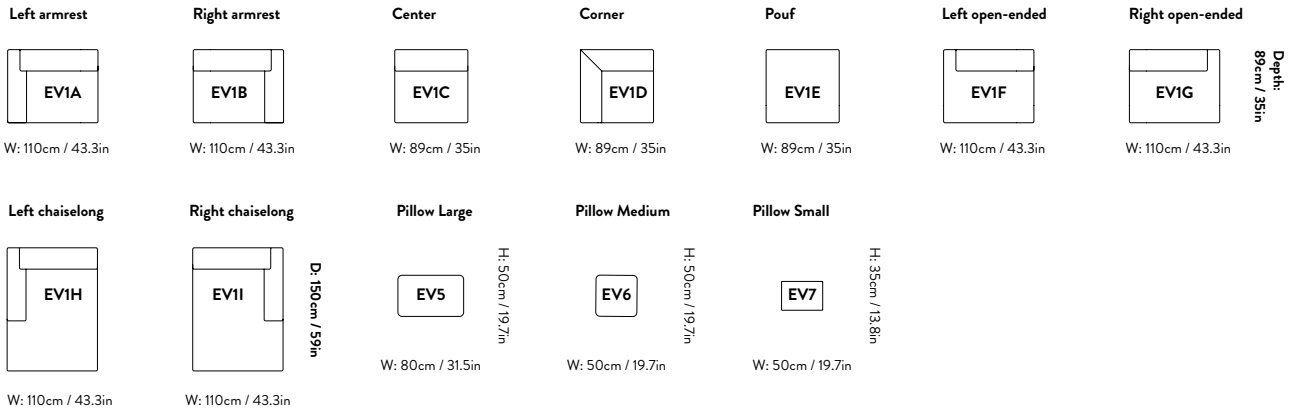 Left armrest
Right armrest
Center
Corner
Pouf
Left open-ended
Right open-ended
EV1A
EV1B
EV1C
EV1D
EV1E
EV1F
EV1G
Depth:
89cm / 35in
W: 110cm / 43.3in
W: 110cm / 43.3in
W: 89cm / 35in
W: 89cm / 35in
W: 89cm / 35in
W: 110cm / 43.3in
W: 110cm / 43.3in
Left chaiselong
Right chaiselong
Pillow Large
Pillow Medium
Pillow Small
EV1H
EV1I
D: 150cm / 59in
EV5
H: 50cm / 19.7in
EV6
H: 50cm / 19.7in
EV7
H: 35cm / 13.8in
W: 80cm / 31.5in
W: 50cm / 19.7in
W: 50cm / 19.7in
W: 110cm / 43.3in
W: 110cm / 43.3in